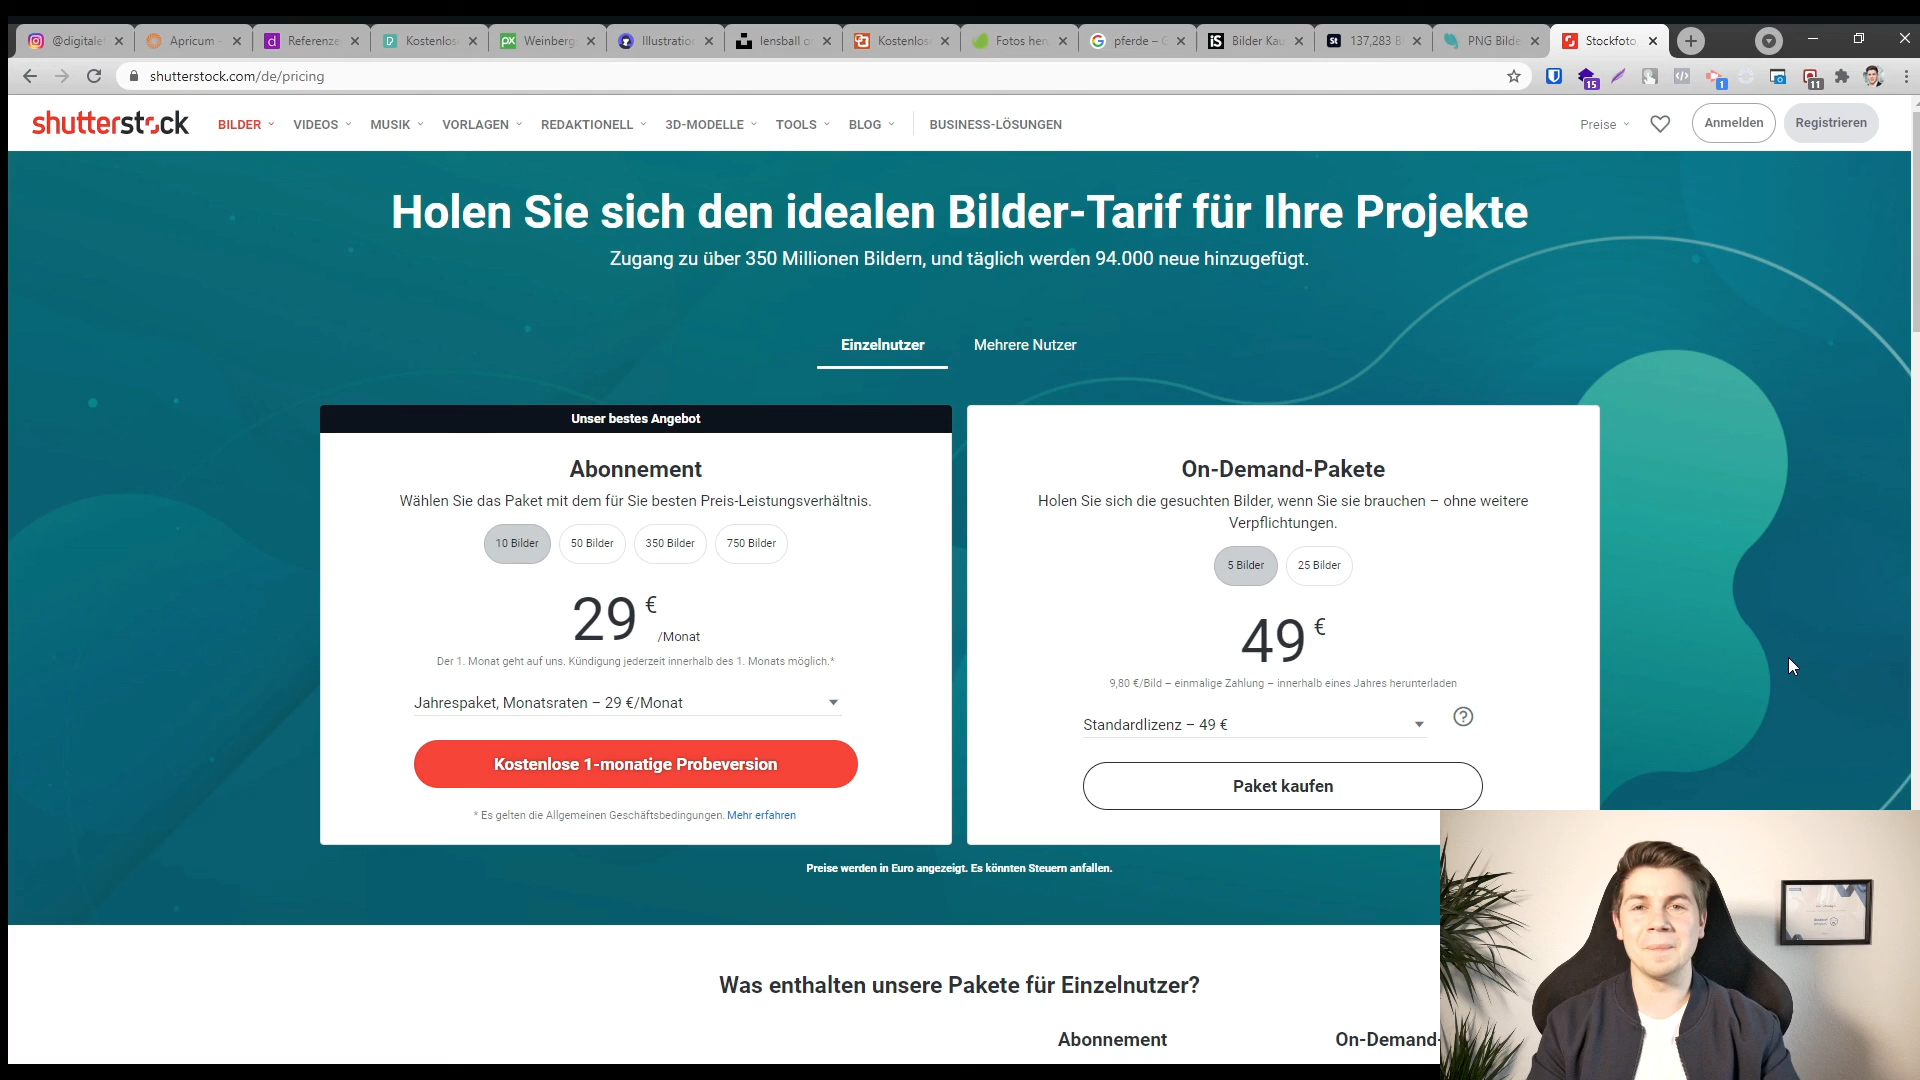 @digitale
Apricum
Referenze
Kostenlos
Weinberg
Illustration
lensball o
Kostenlos
Fotos her
pferde – G
Bilder Kau
137,283 B
PNG Bilde
Stockfoto
shutterstock.com/de/pricing
15
1
11
shutterstock
BILDER
VIDEOS
MUSIK
VORLAGEN
REDAKTIONELL
3D-MODELLE
TOOLS
BLOG
BUSINESS-LÖSUNGEN
Preise
Anmelden
Registrieren
Holen Sie sich den idealen Bilder-Tarif für Ihre Projekte
Zugang zu über 350 Millionen Bildern, und täglich werden 94.000 neue hinzugefügt.
Einzelnutzer
Mehrere Nutzer
Unser bestes Angebot
Abonnement
Wählen Sie das Paket mit dem für Sie besten Preis-Leistungsverhältnis.
10 Bilder
50 Bilder
350 Bilder
750 Bilder
29 €
/Monat
Der 1. Monat geht auf uns. Kündigung jederzeit innerhalb des 1. Monats möglich.*
Jahrespaket, Monatsraten – 29 €/Monat
Kostenlose 1-monatige Probeversion
* Es gelten die Allgemeinen Geschäftsbedingungen. Mehr erfahren
On-Demand-Pakete
Holen Sie sich die gesuchten Bilder, wenn Sie sie brauchen – ohne weitere
Verpflichtungen.
5 Bilder
25 Bilder
49 €
9,80 €/Bild – einmalige Zahlung – innerhalb eines Jahres herunterladen
Standardlizenz – 49 €
Paket kaufen
Preise werden in Euro angezeigt. Es könnten Steuern anfallen.
Was enthalten unsere Pakete für Einzelnutzer?
Abonnement
On-Demand-